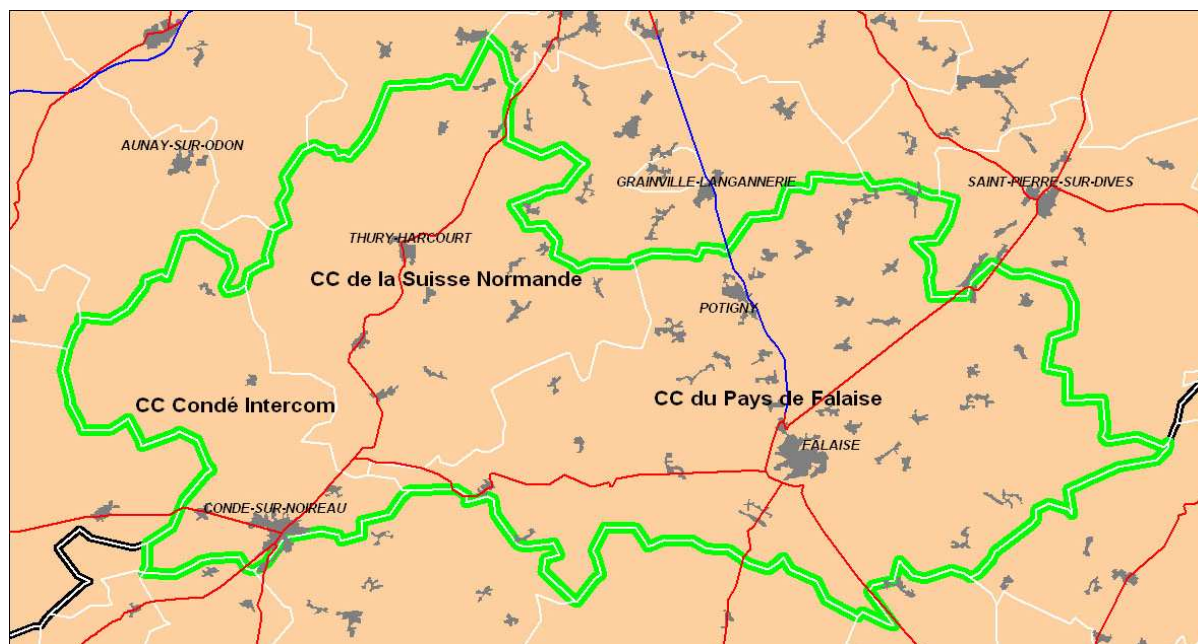 AUNAY-SUR-ODON
GRAINVILLE-LANGANNERIE
SAINT-PIERRE-SUR-DIVES
THURY-HARCOURT
CC de la Suisse Normande
POTIGNY
CC Condé Intercom
CC du Pays de Falaise
FALAISE
CONDE-SUR-NOIREAU